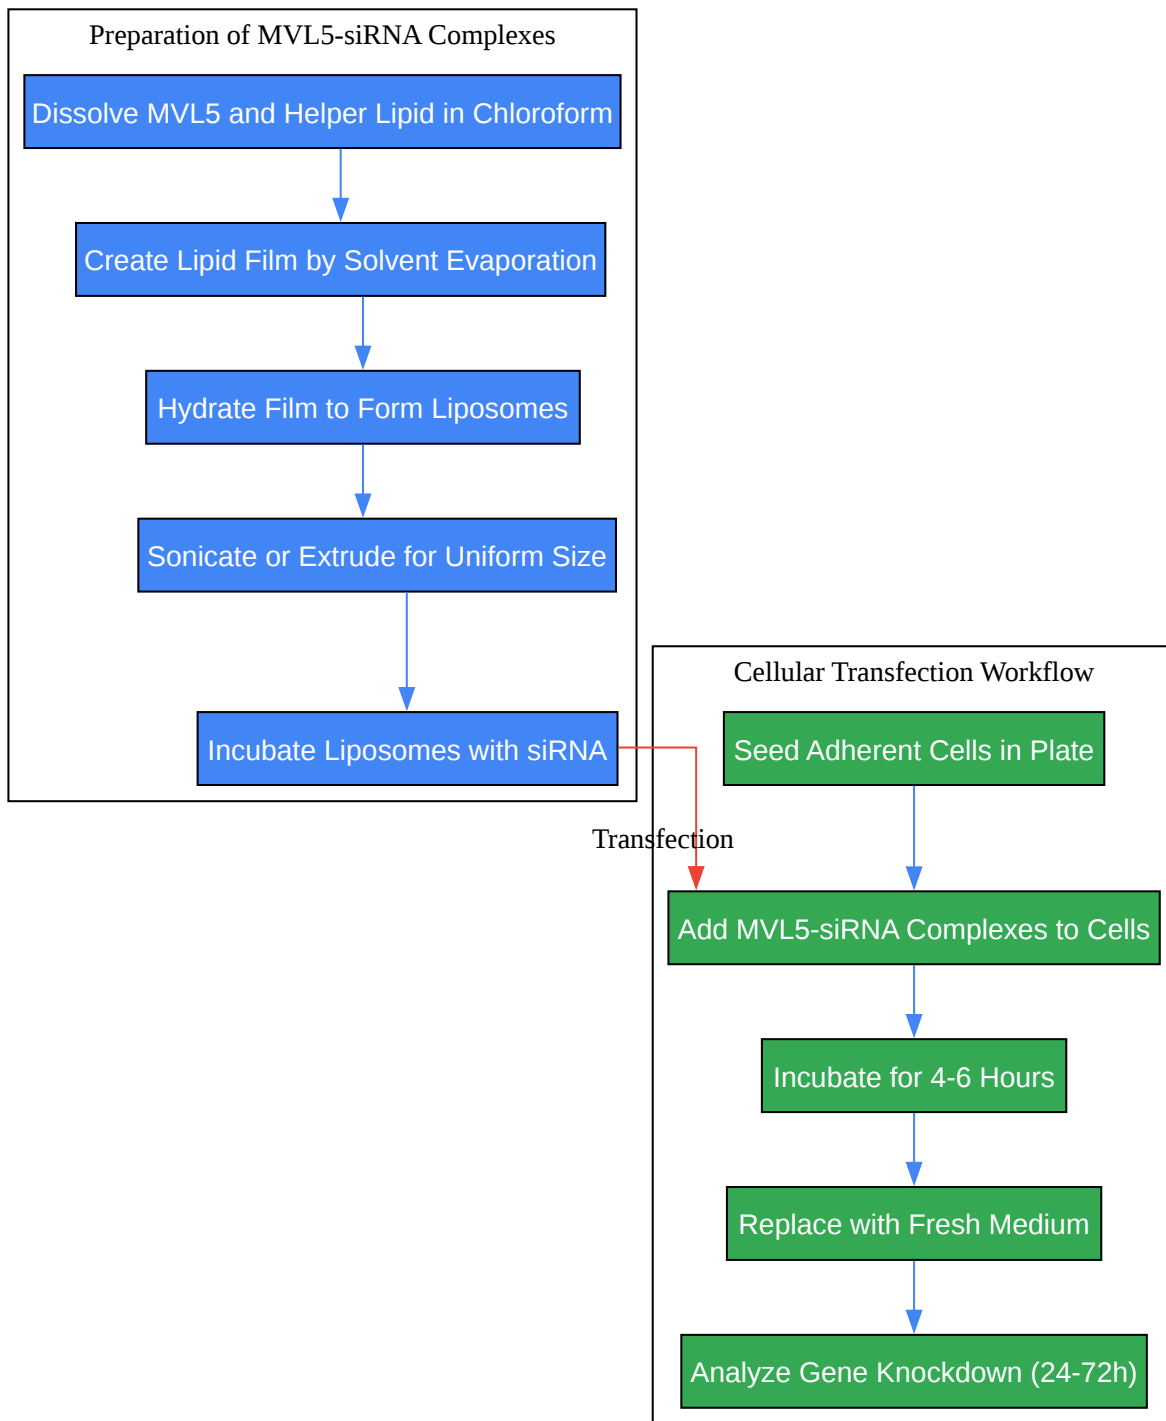 Preparation of MVL5-siRNA Complexes
Dissolve MVL5 and Helper Lipid in Chloroform
Create Lipid Film by Solvent Evaporation
Hydrate Film to Form Liposomes
Sonicate or Extrude for Uniform Size
Incubate Liposomes with siRNA
Transfection
Cellular Transfection Workflow
Seed Adherent Cells in Plate
Add MVL5-siRNA Complexes to Cells
Incubate for 4-6 Hours
Replace with Fresh Medium
Analyze Gene Knockdown (24-72h)